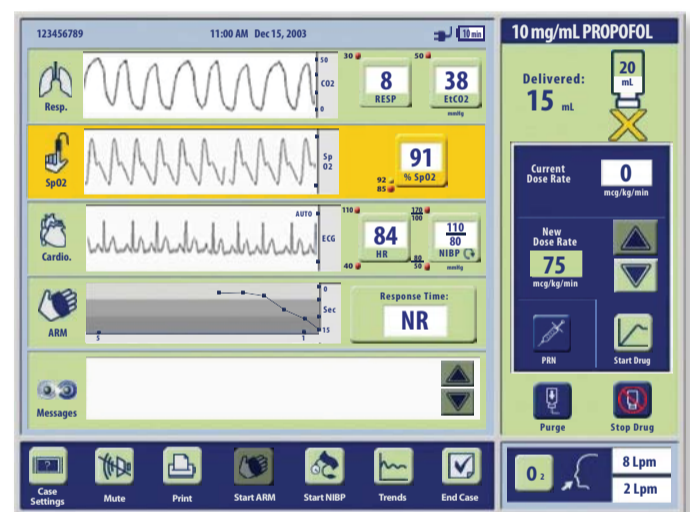 123456789 11:00 AM Dec 15, 2003 10 min
10 mg/mL PROPOFOL
Delivered: 20 mL
15 mL
Resp.
50 CO2 0
30 8 RESP
50 38 EtCO2 mmHg
SpO2
Sp O2
91 % SpO2
92
85
Current Dose Rate 0 mcg/kg/min
Cardio.
AUTO ECG
110 84 HR 40
170 100 110 80 NIBP 80 50 mmHg
New Dose Rate
75
mcg/kg/min
ARM
0 Sec 15
5 1
Response Time:
NR
PRN Start Drug
Messages
Purge Stop Drug
Case Settings Mute Print Start ARM Start NIBP Trends End Case
O2 8 Lpm
2 Lpm